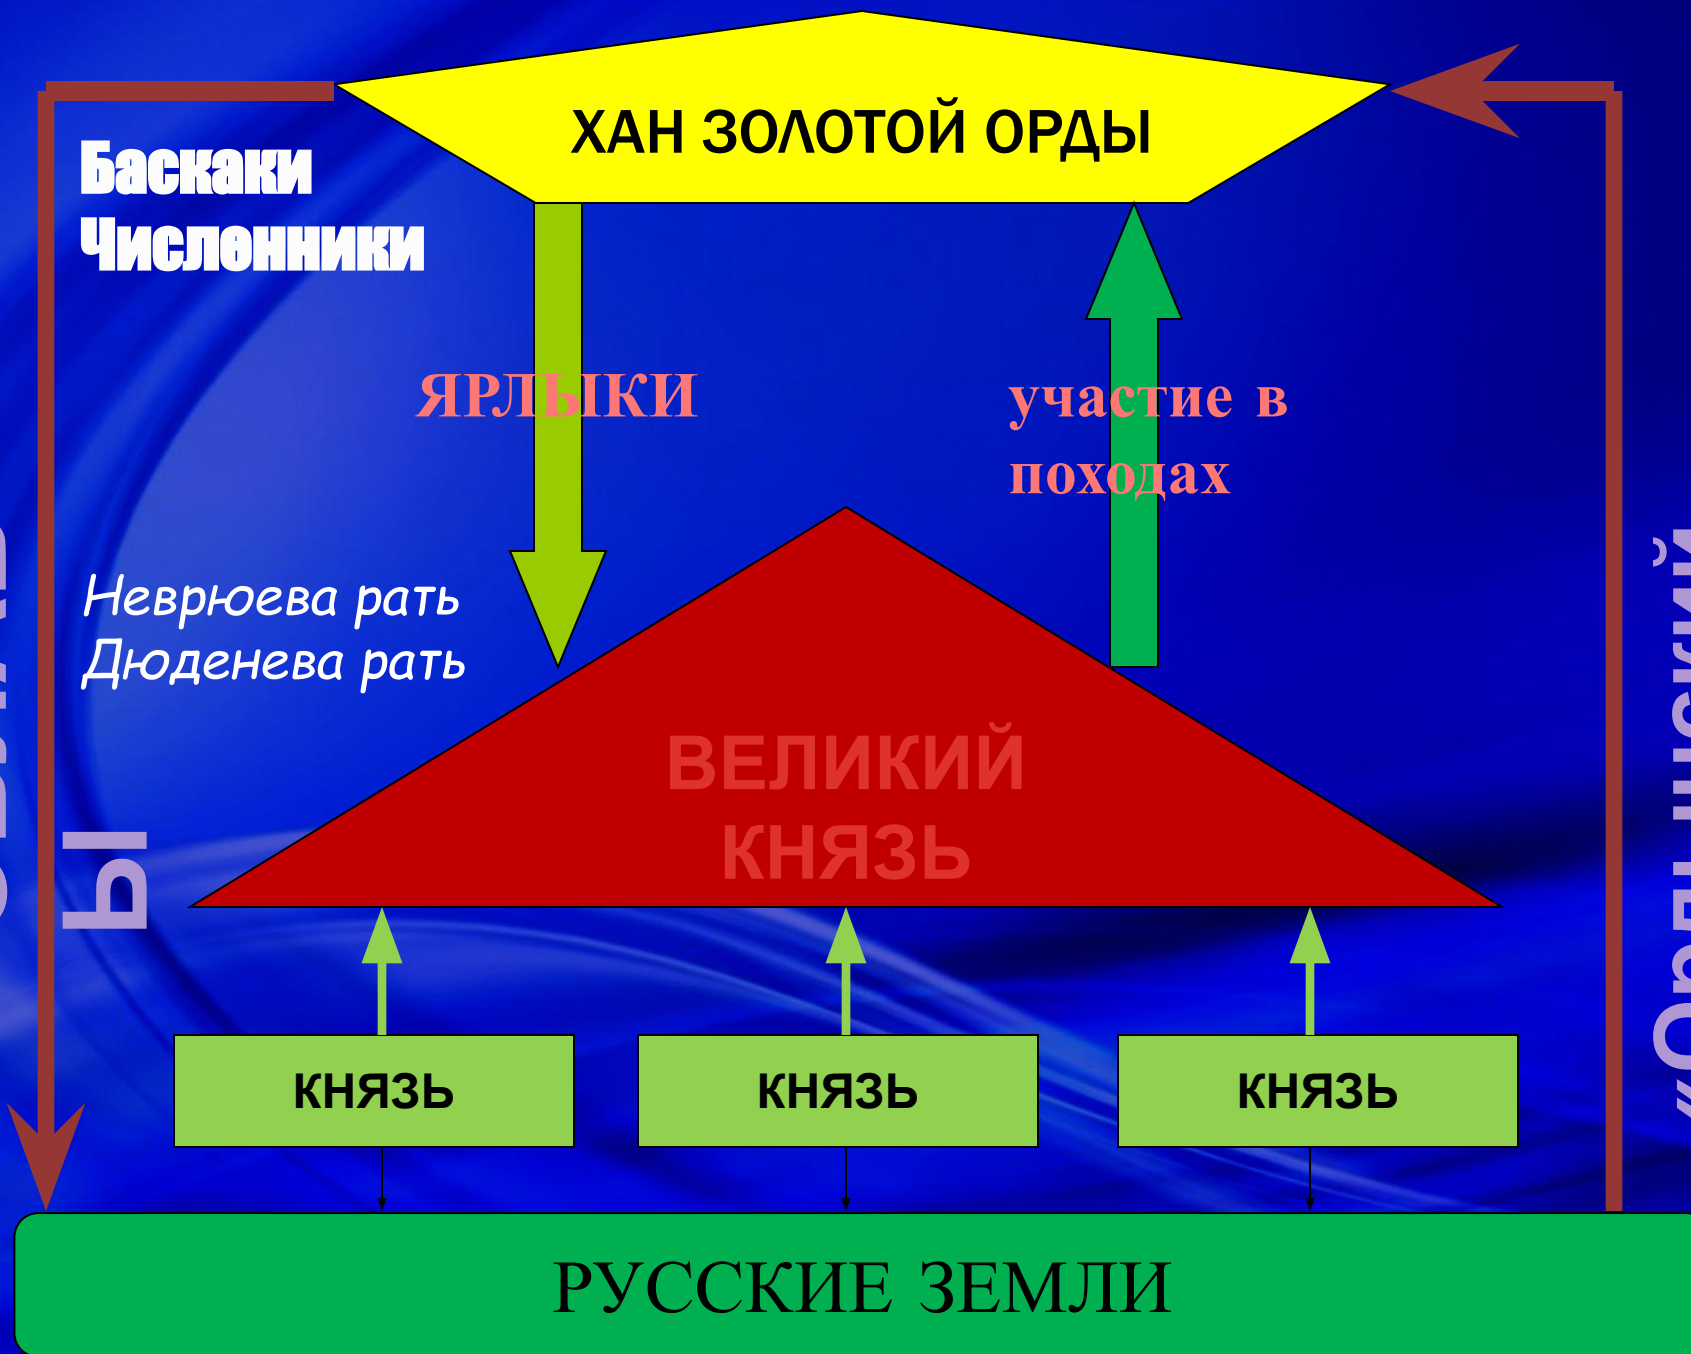 ХАН ЗОЛОТОЙ ОРДЫ
Баскаки
Численники
ЯРЛЫКИ
участие в
походах
Неврюева рать
Дюденева рать
Ы
ВЕЛИКИЙ
КНЯЗЬ
КНЯЗЬ
КНЯЗЬ
КНЯЗЬ
РУССКИЕ ЗЕМЛИ